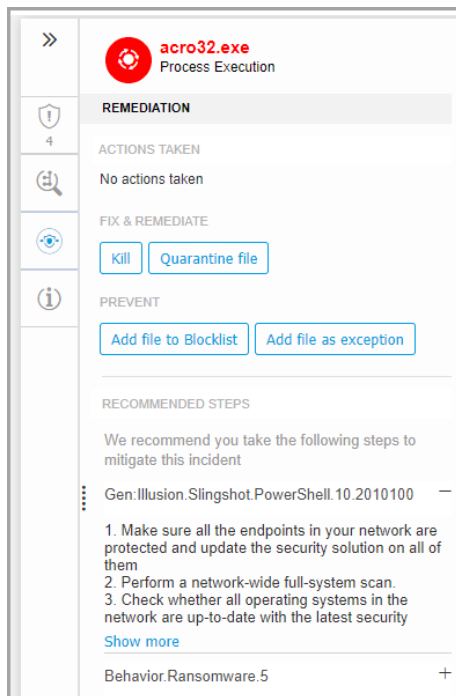 acro32.exe
Process Execution
REMEDIATION
4
ACTIONS TAKEN
No actions taken
FIX & REMEDIATE
Kill
Quarantine file
PREVENT
Add file to Blocklist
Add file as exception
RECOMMENDED STEPS
We recommend you take the following steps to
mitigate this incident
Gen:Illusion.Slingshot.PowerShell.10.2010100
1. Make sure all the endpoints in your network are
protected and update the security solution on all of
them
2. Perform a network-wide full-system scan.
3. Check whether all operating systems in the
network are up-to-date with the latest security
Show more
Behavior.Ransomware.5